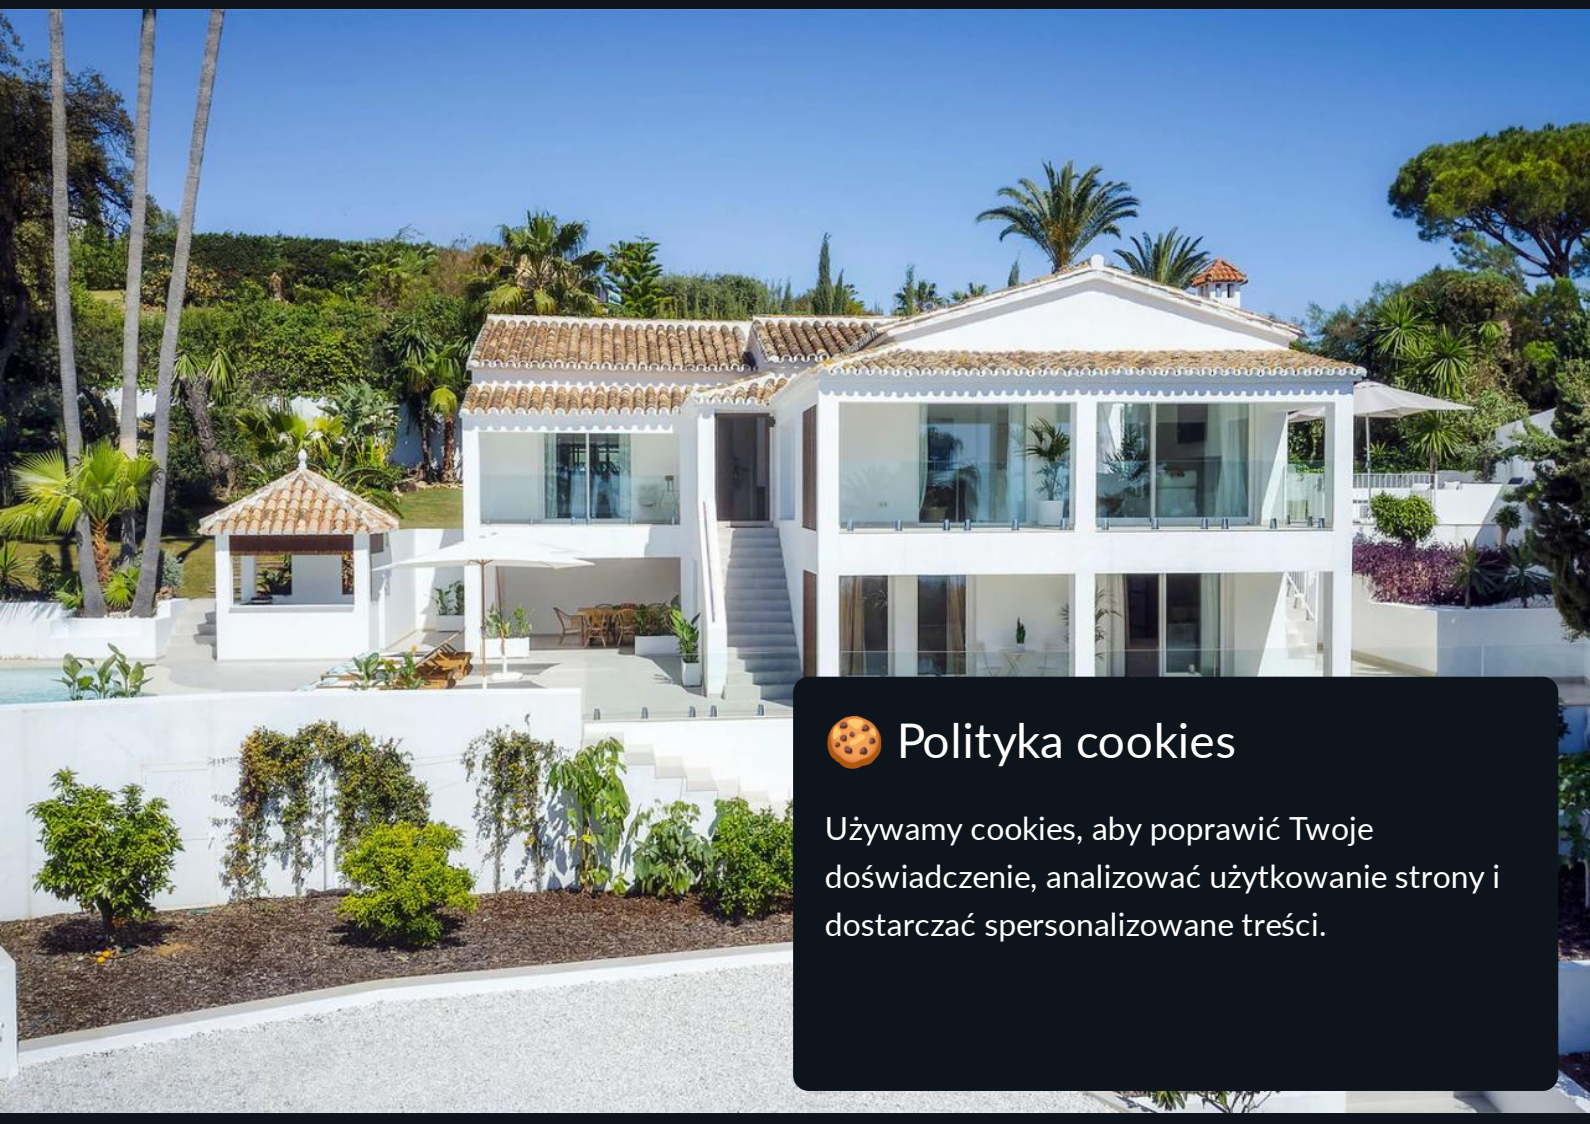 🍪 Polityka cookies
Używamy cookies, aby poprawić Twoje
doświadczenie, analizować użytkowanie strony i
dostarczać spersonalizowane treści.